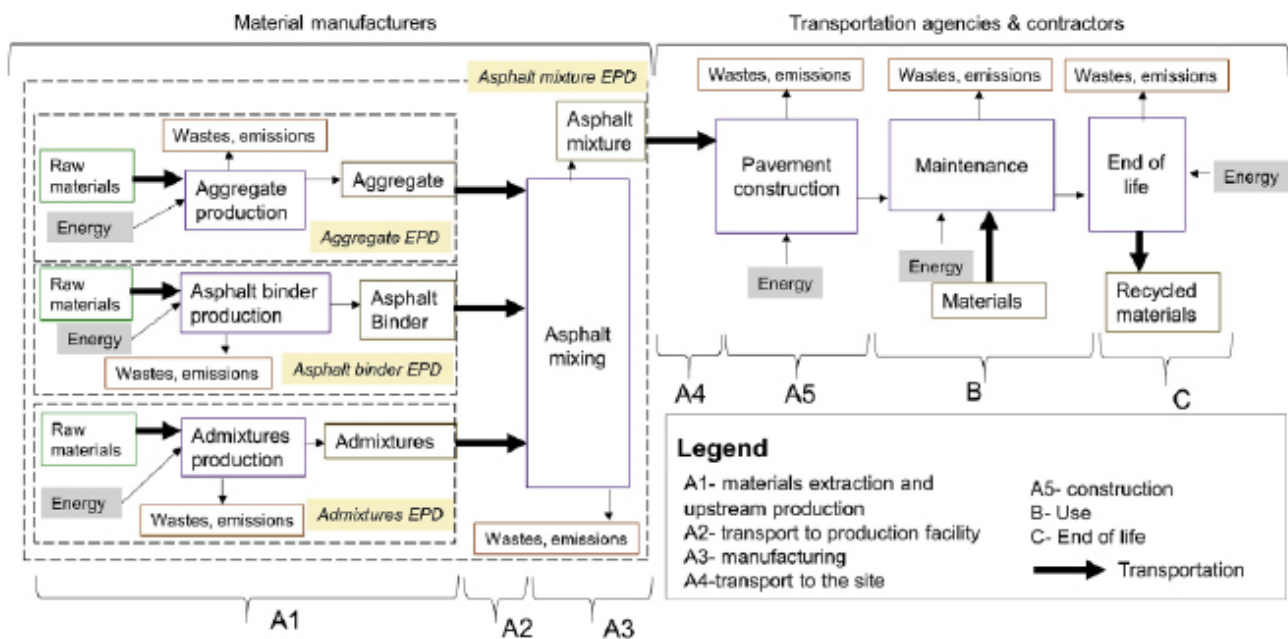 Material manufacturers
Transportation agencies & contractors
Asphalt mixture EPD
Wastes, emissions
Wastes, emissions
Wastes, emissions
Asphalt
mixture
Wastes, emissions
Raw
materials
Aggregate
production
Aggregate
Energy
Aggregate EPD
Pavement
construction
Maintenance
End of
life
Energy
Energy
Energy
Materials
Recycled
materials
Raw
materials
Asphalt binder
production
Asphalt
Binder
Energy
Wastes, emissions
Asphalt binder EPD
Asphalt
mixing
A4
A5
B
C
Raw
materials
Admixtures
production
Admixtures
Energy
Wastes, emissions
Admixtures EPD
Wastes, emissions
A1
A2
A3
Legend
A1- materials extraction and
upstream production
A2- transport to production facility
A3- manufacturing
A4-transport to the site
A5- construction
B- Use
C- End of life
Transportation